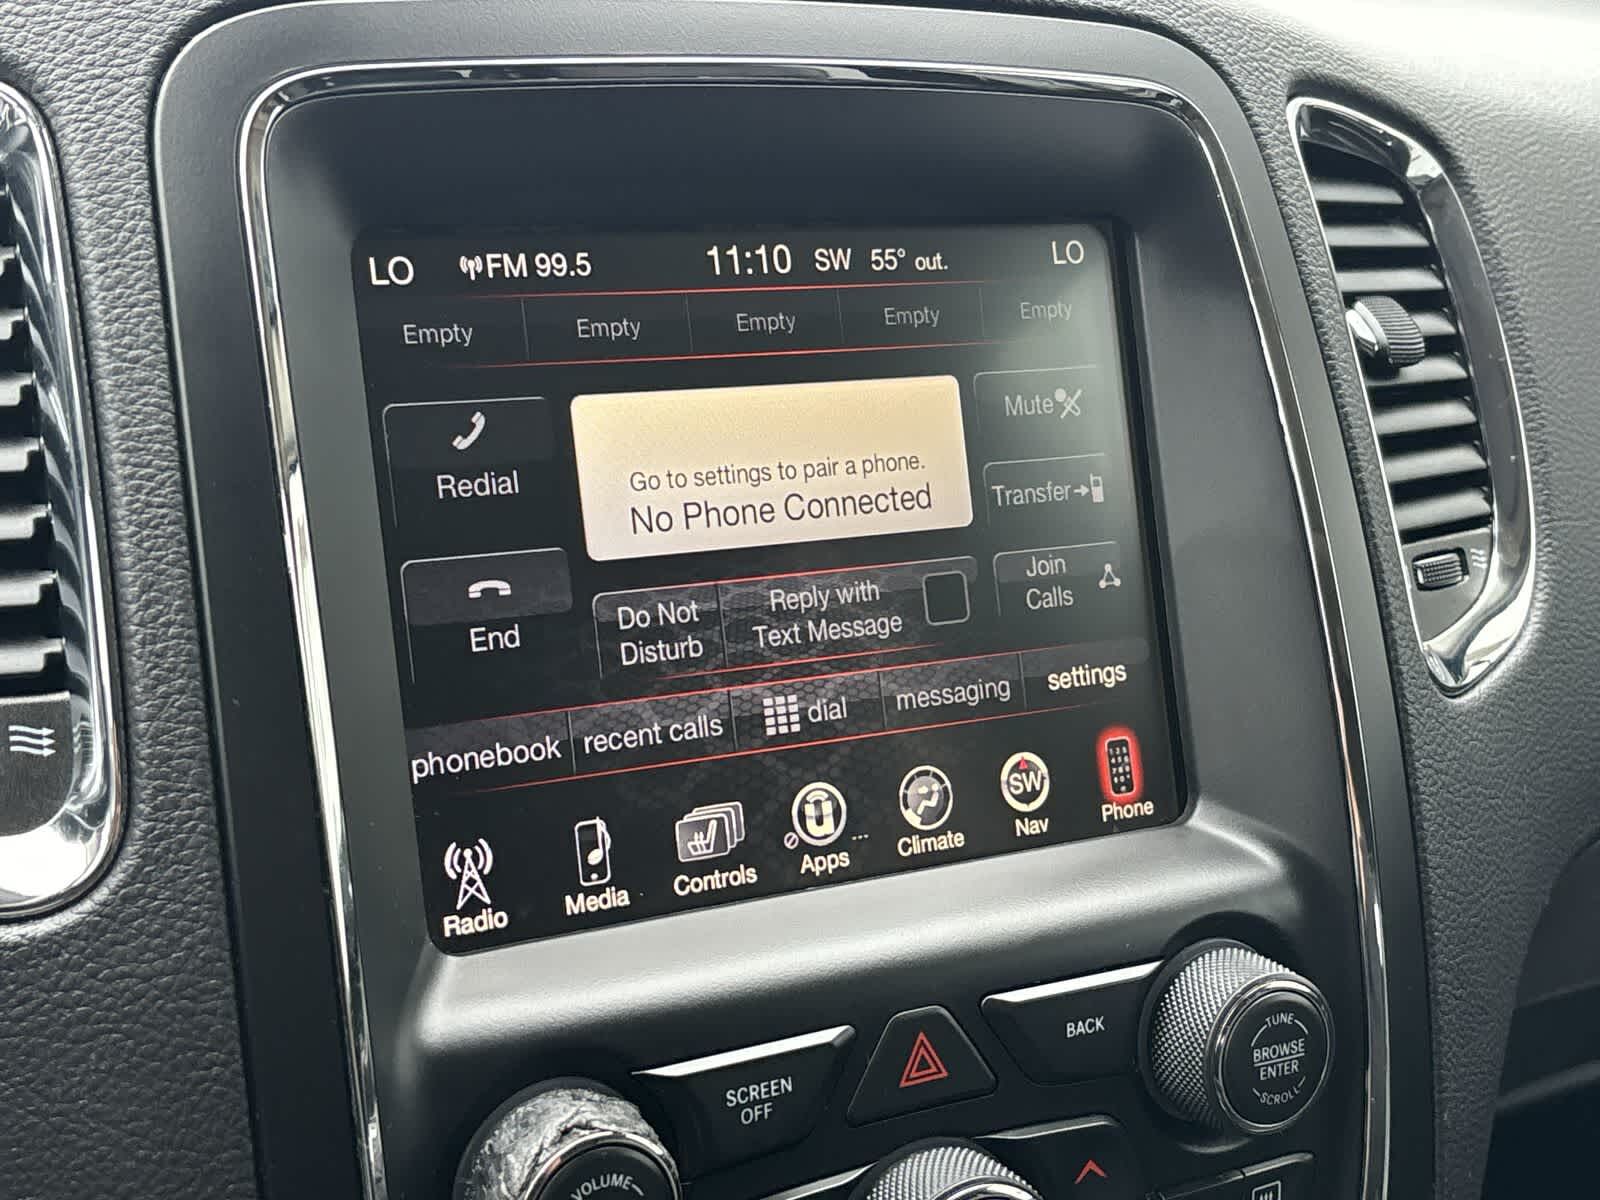 LO FM 99.5 11:10 SW 55° out. LO
Empty Empty Empty Empty Empty
Redial
Go to settings to pair a phone.
No Phone Connected
Mute
Transfer
End
Do Not
Disturb
Reply with
Text Message
Join
Calls
phonebook recent calls dial messaging settings
Radio Media Controls Apps Climate SW Nav Phone
SCREEN
OFF
BACK
TUNE
BROWSE
ENTER
SCROLL
VOLUME